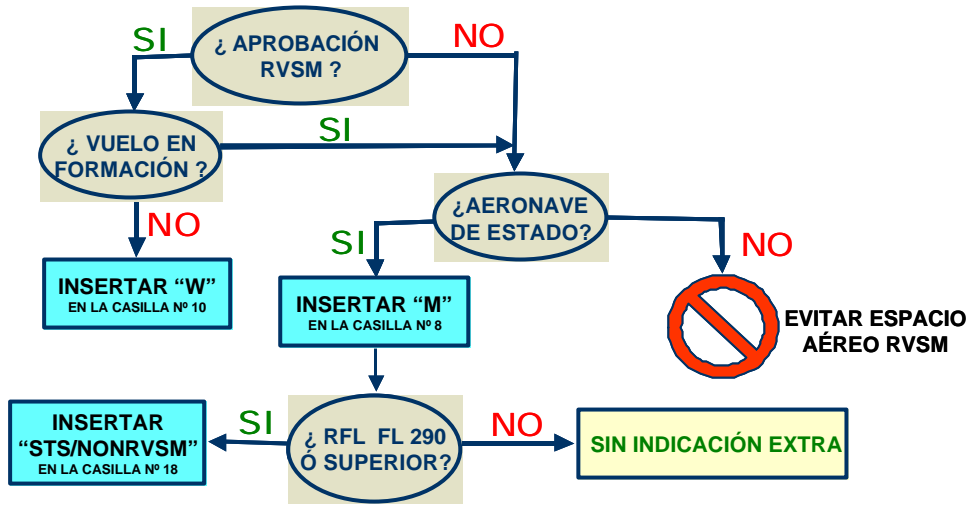 SI
¿ APROBACIÓN
RVSM ?
NO
¿ VUELO EN
FORMACIÓN ?
SI
NO
¿AERONAVE
DE ESTADO?
SI
NO
INSERTAR “W”
EN LA CASILLA Nº 10
INSERTAR “M”
EN LA CASILLA Nº 8
EVITAR ESPACIO
AÉREO RVSM
INSERTAR
“STS/NONRVSM”
EN LA CASILLA Nº 18
SI
¿ RFL FL 290
Ó SUPERIOR?
NO
SIN INDICACIÓN EXTRA